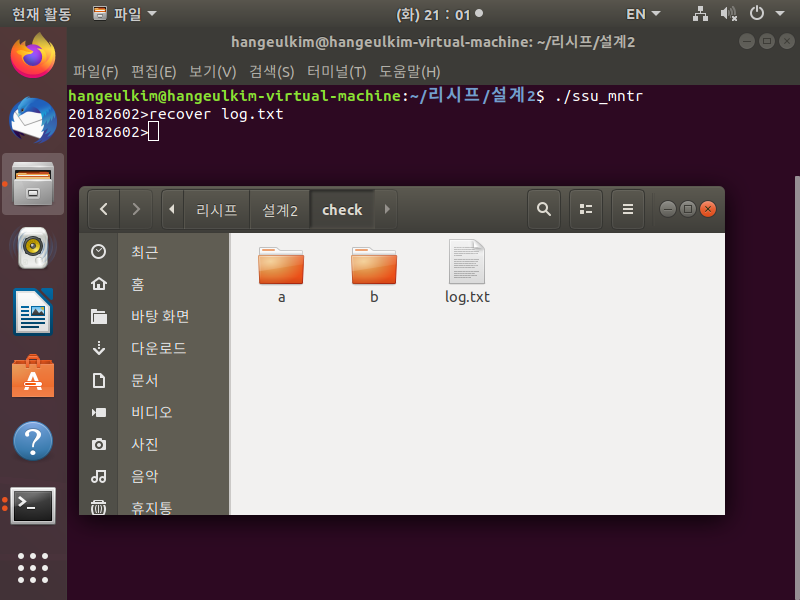 현재 활동 파일 (화) 21 : 01 EN
hangeulkim@hangeulkim-virtual-machine: ~/리시프/설계2
파일(F) 편집(E) 보기(V) 검색(S) 터미널(T) 도움말(H)
hangeulkim@hangeulkim-virtual-machine:~/리시프/설계2$ ./ssu_mntr
20182602>recover log.txt
20182602>
리시프 설계2 check
최근
홈
바탕 화면
다운로드
문서
비디오
사진
음악
휴지통
a b log.txt